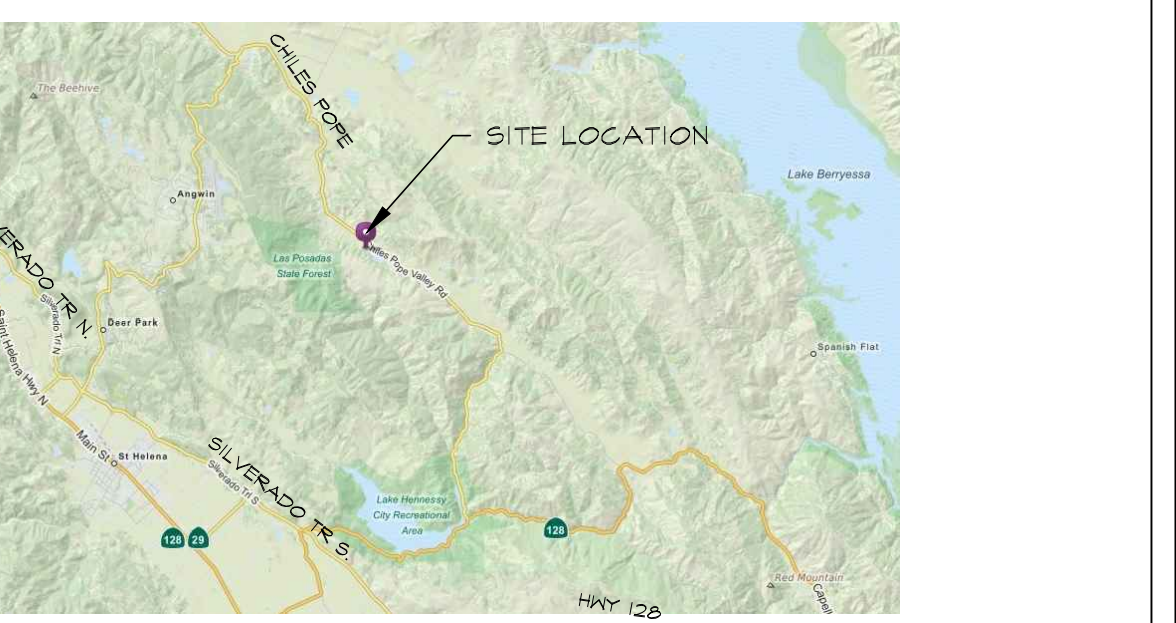 CHILES POPE
The Beehive
SITE LOCATION
Lake Berryessa
Angwin
Las Posadas
State Forest
Chiles Pope Valley Rd
VERADO TR N.
Silverado Trl N
Deer Park
Saint Helena Hwy N
Spanish Flat
Main St
St Helena
SILVERADO TR S.
Silverado Trl S
Lake Hennessy
City Recreational
Area
128
29
128
Red Mountain
Capell
HWY 128